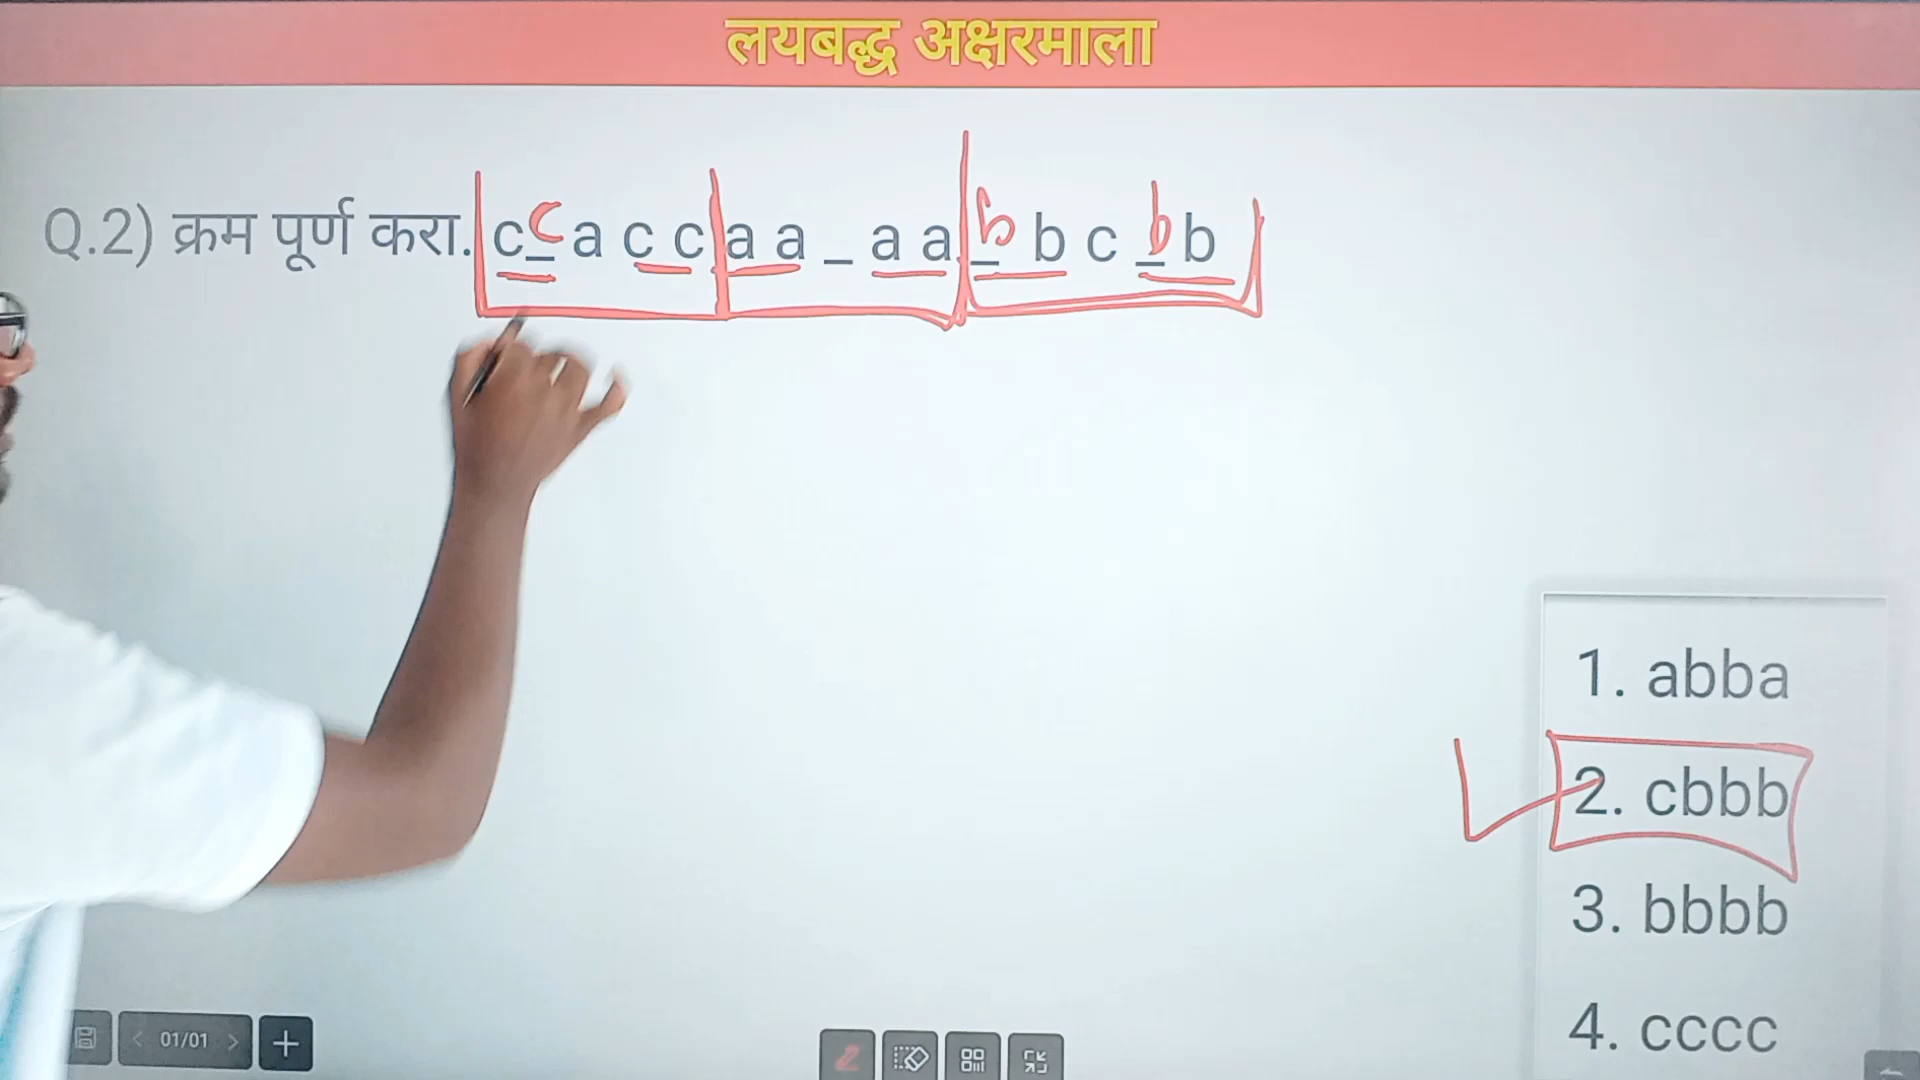 लयबद्ध अक्षरमाला
Q.2) क्रम पूर्ण करा. c c a c c a a _ a a b b c b b
1. abba
2. cbbb
3. bbbb
4. cccc
01/01